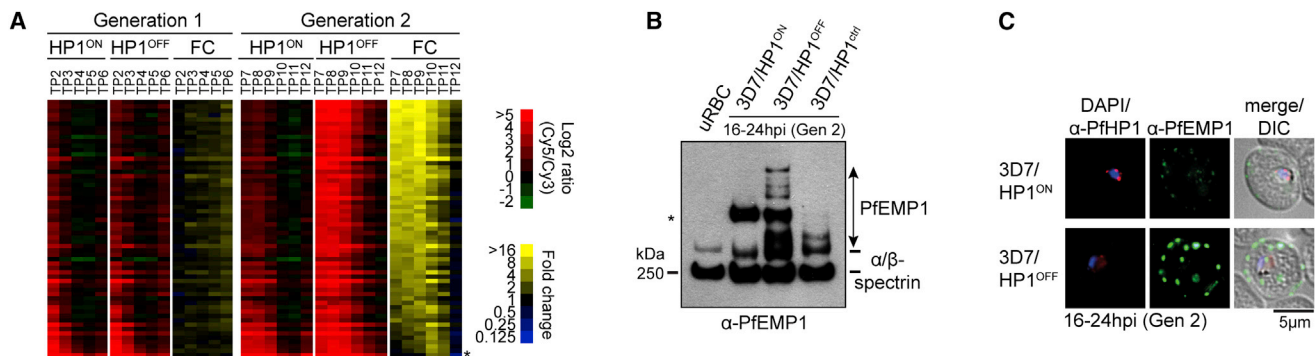 A
Generation 1
Generation 2
HP1ON HP1OFF FC
HP1ON HP1OFF FC
TP2 TP3 TP4 TP5 TP6 TP2 TP3 TP4 TP5 TP6 TP2 TP3 TP4 TP5 TP6
TP7 TP8 TP9 TP10 TP11 TP12 TP7 TP8 TP9 TP10 TP11 TP12 TP7 TP8 TP9 TP10 TP11 TP12
>5
4
3
2
1
0
-1
-2
Log2 ratio
(Cy5/Cy3)
>16
8
4
2
1
0.5
0.25
0.125
Fold change
*
B
uRBC
3D7/HP1ON
3D7/HP1OFF
3D7/HP1ctrl
16-24hpi (Gen 2)
*
kDa
250
PfEMP1
α/β-
spectrin
α-PfEMP1
C
DAPI/
α-PfHP1
α-PfEMP1
merge/
DIC
3D7/
HP1ON
3D7/
HP1OFF
16-24hpi (Gen 2)
5μm